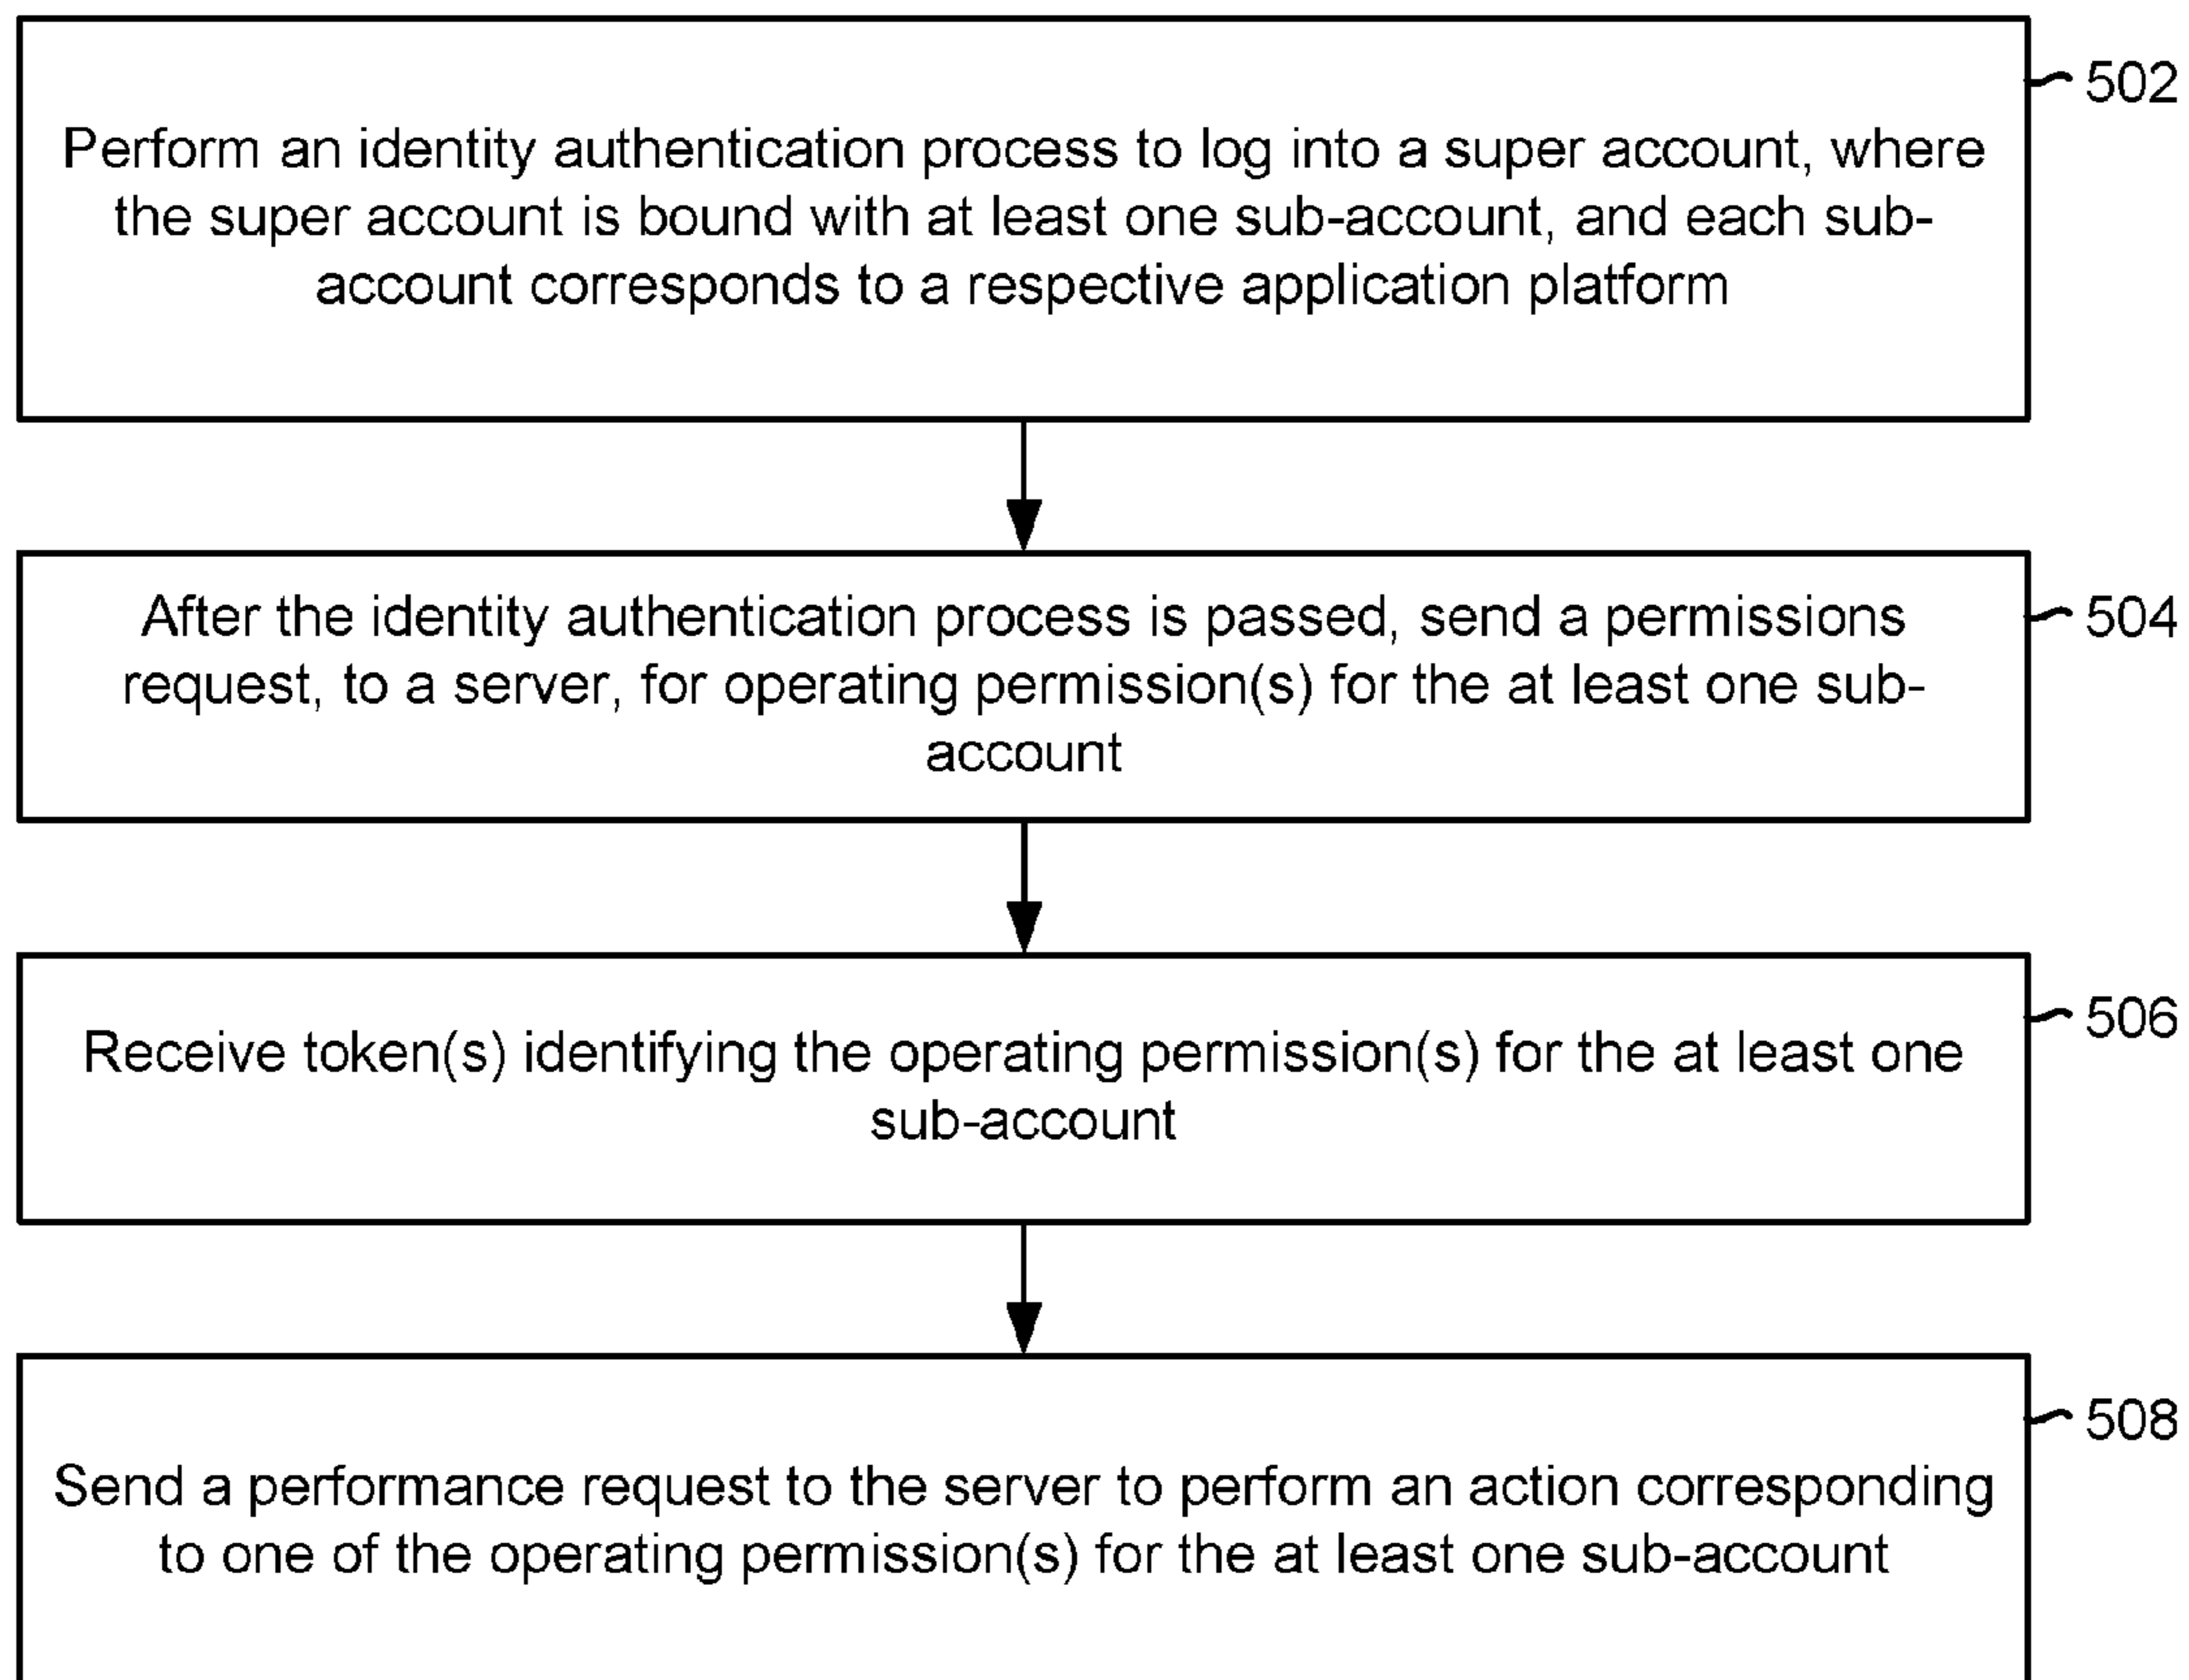 502
Perform an identity authentication process to log into a super account, where
the super account is bound with at least one sub-account, and each sub-
account corresponds to a respective application platform
504
After the identity authentication process is passed, send a permissions
request, to a server, for operating permission(s) for the at least one sub-
account
506
Receive token(s) identifying the operating permission(s) for the at least one
sub-account
508
Send a performance request to the server to perform an action corresponding
to one of the operating permission(s) for the at least one sub-account